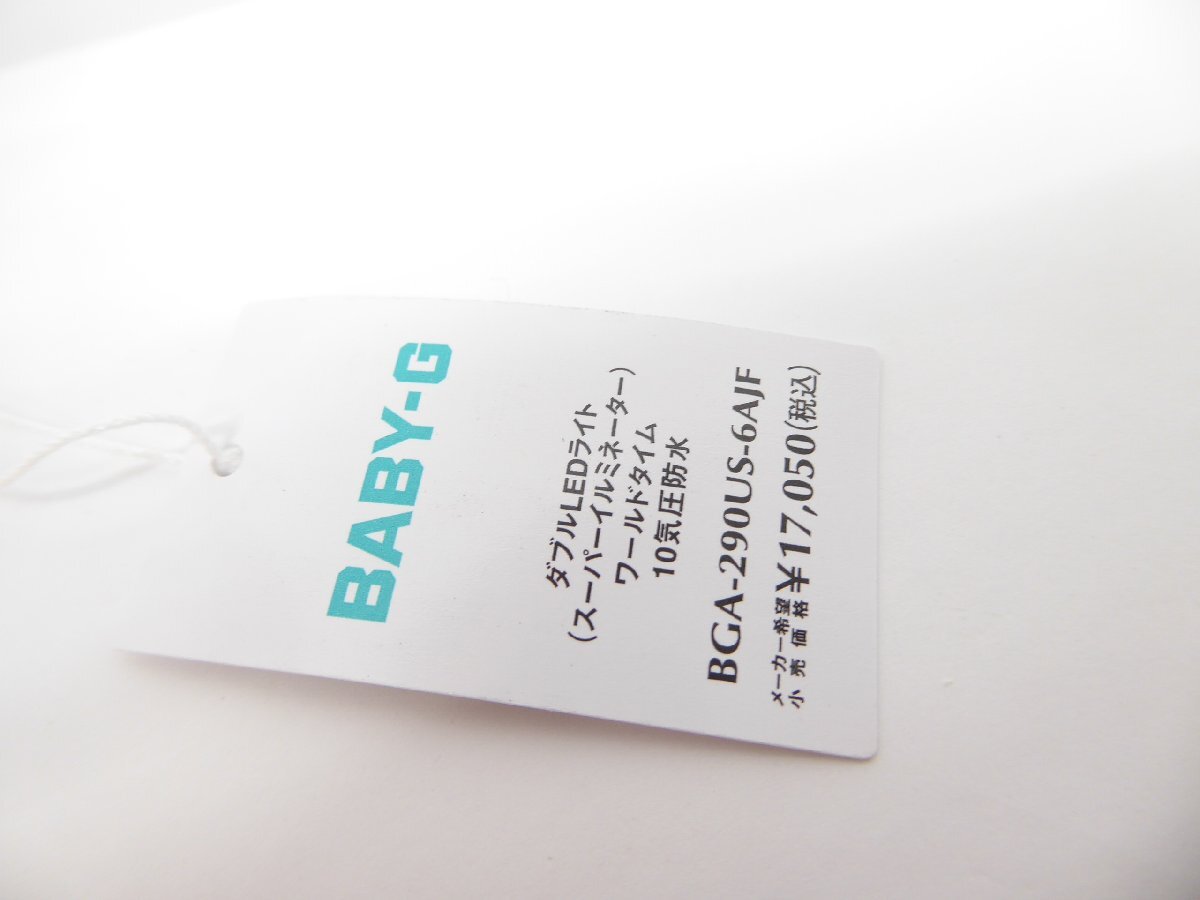 BABY-G
ダブルLEDライト
(スーパーイルミネーター)
ワールドタイム
10気圧防水
BGA-290US-6AJF
メーカー希望
小売価格 ¥17,050(税込)